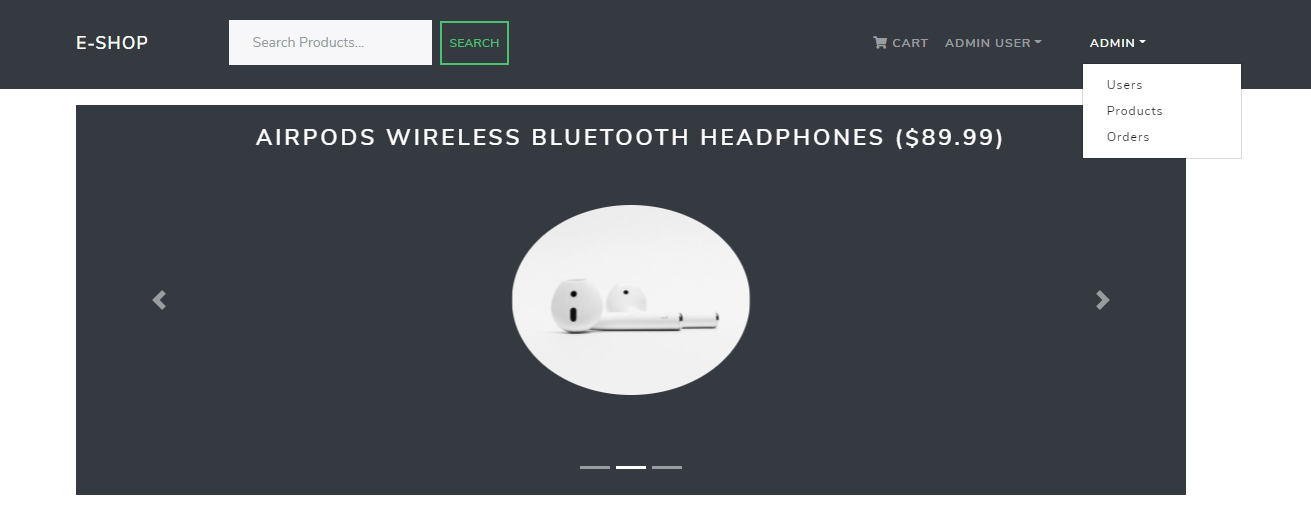 E-SHOP
Search Products...
SEARCH
CART
ADMIN USER
ADMIN
Users
Products
Orders
AIRPODS WIRELESS BLUETOOTH HEADPHONES ($89.99)